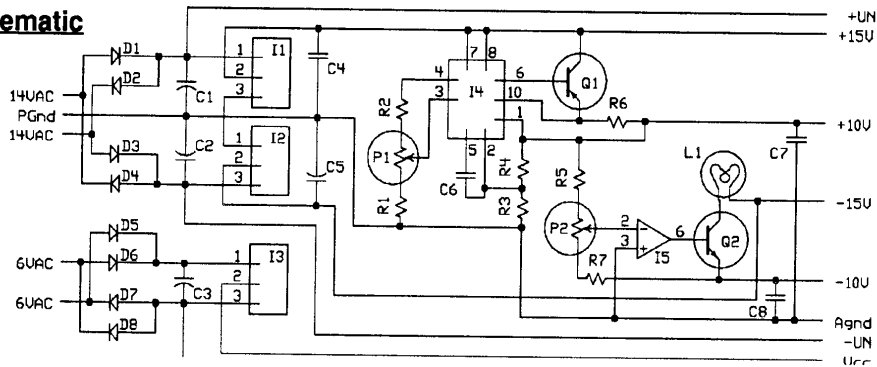 ematic
+UN
+15V
+10V
-15V
-10V
Agnd
-UN
Vcc
14VAC
PGnd
14VAC
6VAC
6VAC
D1
D2
D3
D4
D5
D6
D7
D8
C1
C2
C3
1
2
3
I1
1
2
3
I2
1
2
3
I3
C4
C5
R2
P1
R1
4
3
7
8
I4
6
10
1
5
2
C6
R4
R3
Q1
R6
R5
P2
R7
2
3
-
+
6
I5
L1
Q2
C7
C8